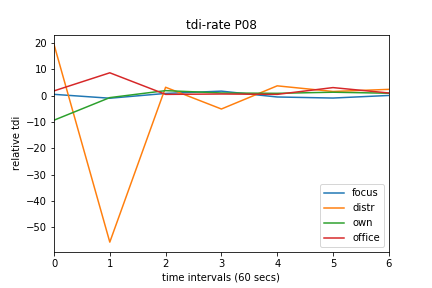 tdi-rate P08
20
10
0
−10
−20
−30
−40
−50
relative tdi
focus
distr
own
office
0 1 2 3 4 5 6
time intervals (60 secs)